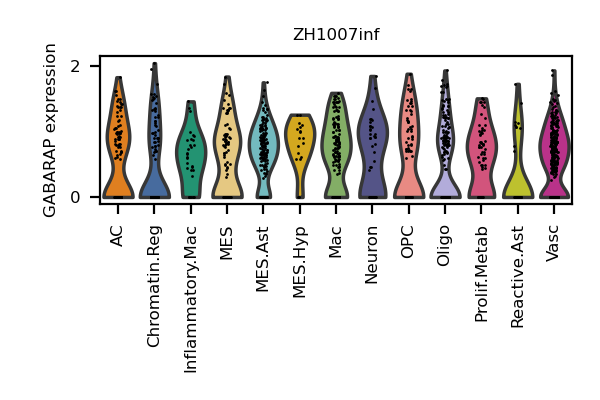 ZH1007inf
GABARAP expression
2
0
AC
Chromatin.Reg
Inflammatory.Mac
MES
MES.Ast
MES.Hyp
Mac
Neuron
OPC
Oligo
Prolif.Metab
Reactive.Ast
Vasc